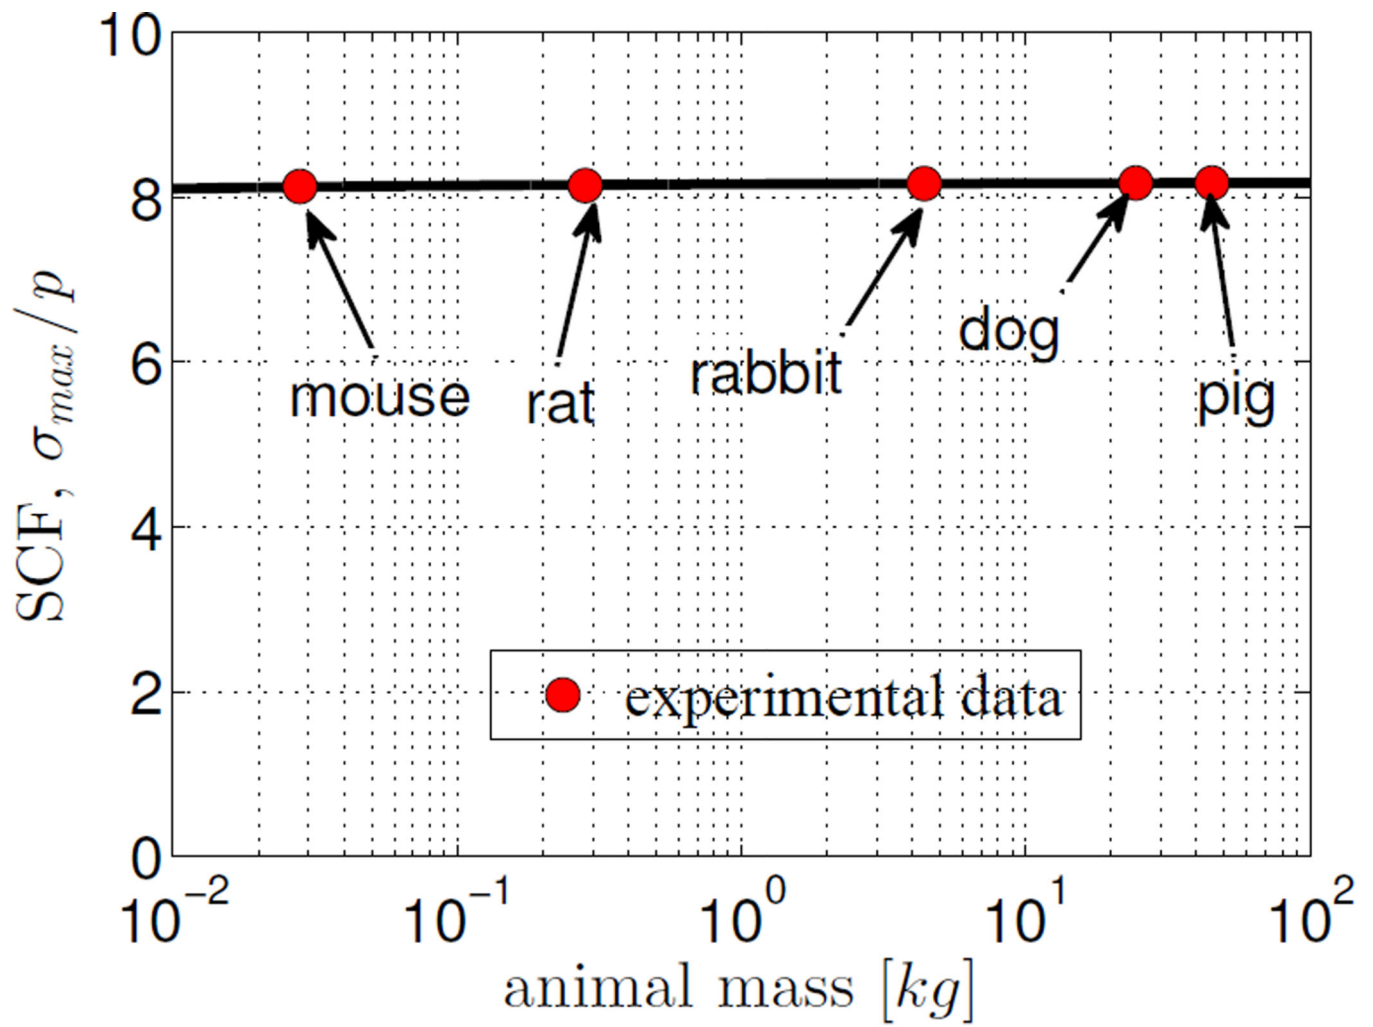 10
8
6
4
2
0
SCF, σmax/p
mouse
rat
rabbit
dog
pig
experimental data
10⁻² 10⁻¹ 10⁰ 10¹ 10²
animal mass [kg]